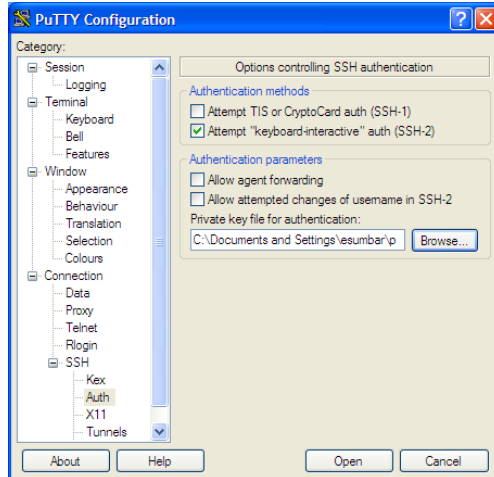 PuTTY Configuration
Category:
Session
Logging
Terminal
Keyboard
Bell
Features
Window
Appearance
Behaviour
Translation
Selection
Colours
Connection
Data
Proxy
Telnet
Rlogin
SSH
Kex
Auth
X11
Tunnels
Options controlling SSH authentication
Authentication methods
Attempt TIS or CryptoCard auth (SSH-1)
Attempt "keyboard-interactive" auth (SSH-2)
Authentication parameters
Allow agent forwarding
Allow attempted changes of username in SSH-2
Private key file for authentication:
C:\Documents and Settings\esumbar\p Browse...
About Help Open Cancel